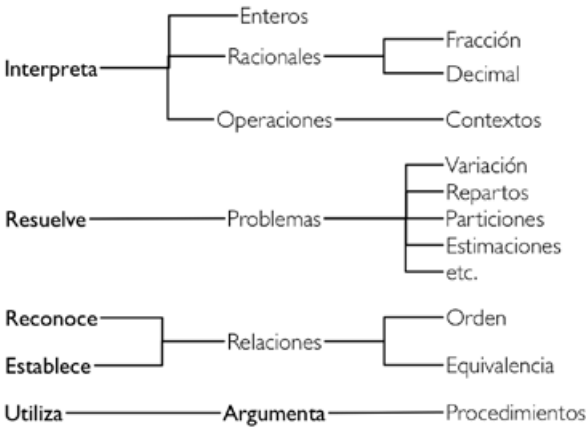 Enteros
Interpreta Racionales Fracción
Decimal
Operaciones Contextos
Variación
Repartos
Resuelve Problemas Particiones
Estimaciones
etc.
Reconoce Orden
Relaciones
Establece Equivalencia
Utiliza Argumenta Procedimientos